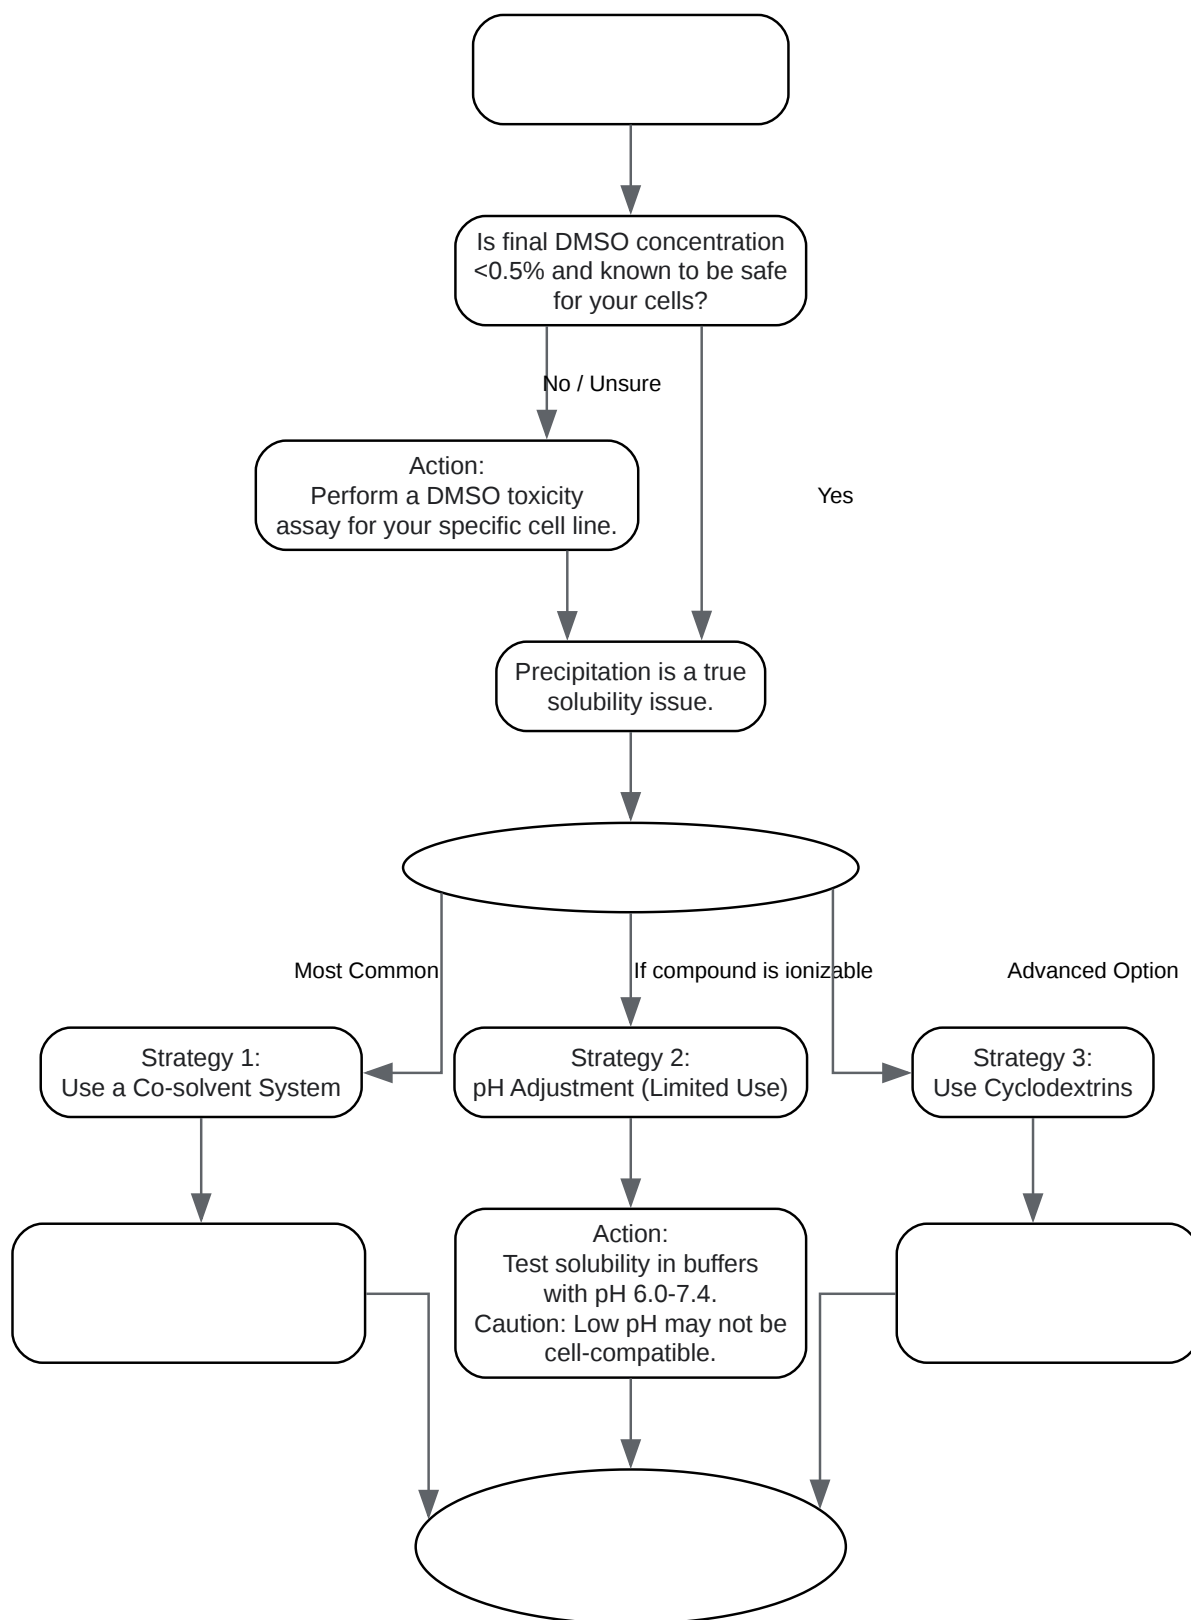 Is final DMSO concentration
<0.5% and known to be safe
for your cells?
No / Unsure
Action:
Perform a DMSO toxicity
assay for your specific cell line.
Yes
Precipitation is a true
solubility issue.
Most Common
If compound is ionizable
Advanced Option
Strategy 1:
Use a Co-solvent System
Strategy 2:
pH Adjustment (Limited Use)
Strategy 3:
Use Cyclodextrins
Action:
Test solubility in buffers
with pH 6.0-7.4.
Caution: Low pH may not be
cell-compatible.